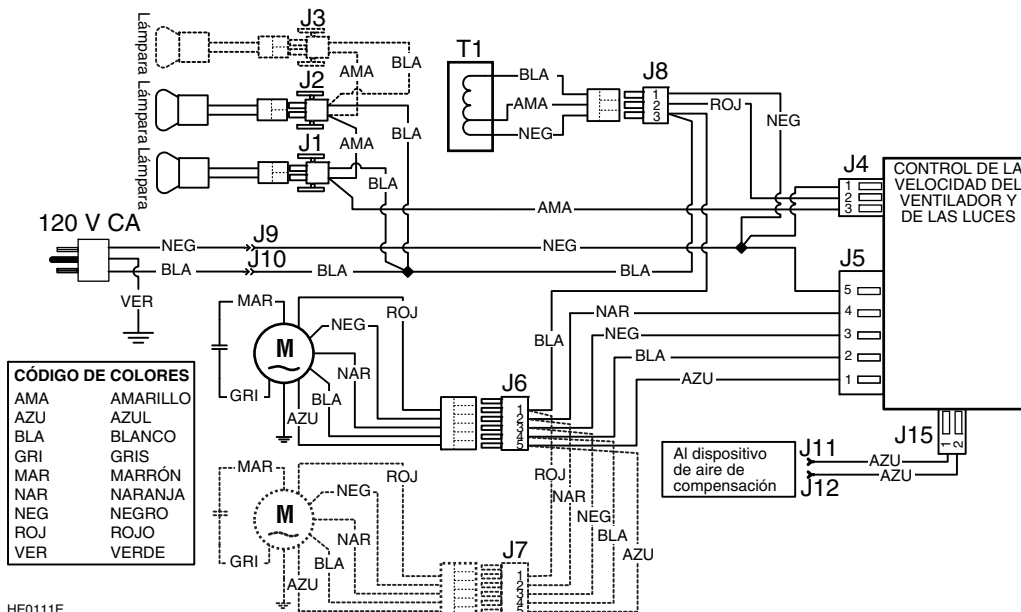 Lámpara
Lámpara
Lámpara
J3
BLA
AMA
J2
BLA
AMA
J1
BLA
T1
BLA
AMA
NEG
J8
1
2
3
ROJ
NEG
J4
1
2
3
CONTROL DE LA
VELOCIDAD DEL
VENTILADOR Y
DE LAS LUCES
AMA
120 V CA
NEG
J9
NEG
BLA
J10
BLA
BLA
VER
J5
5
4
3
2
1
MAR
ROJ
NEG
M
NAR
BLA
GRI
AZU
J6
1
2
3
4
5
BLA
NAR
NEG
BLA
AZU
CÓDIGO DE COLORES
AMA AMARILLO
AZU AZUL
BLA BLANCO
GRI GRIS
MAR MARRÓN
NAR NARANJA
NEG NEGRO
ROJ ROJO
VER VERDE
J15
1
2
Al dispositivo
de aire de
compensación
J11
AZU
J12
AZU
MAR
ROJ
NEG
M
NAR
BLA
GRI
AZU
J7
1
2
3
4
5
ROJ
NAR
NEG
BLA
AZU
HE0111F